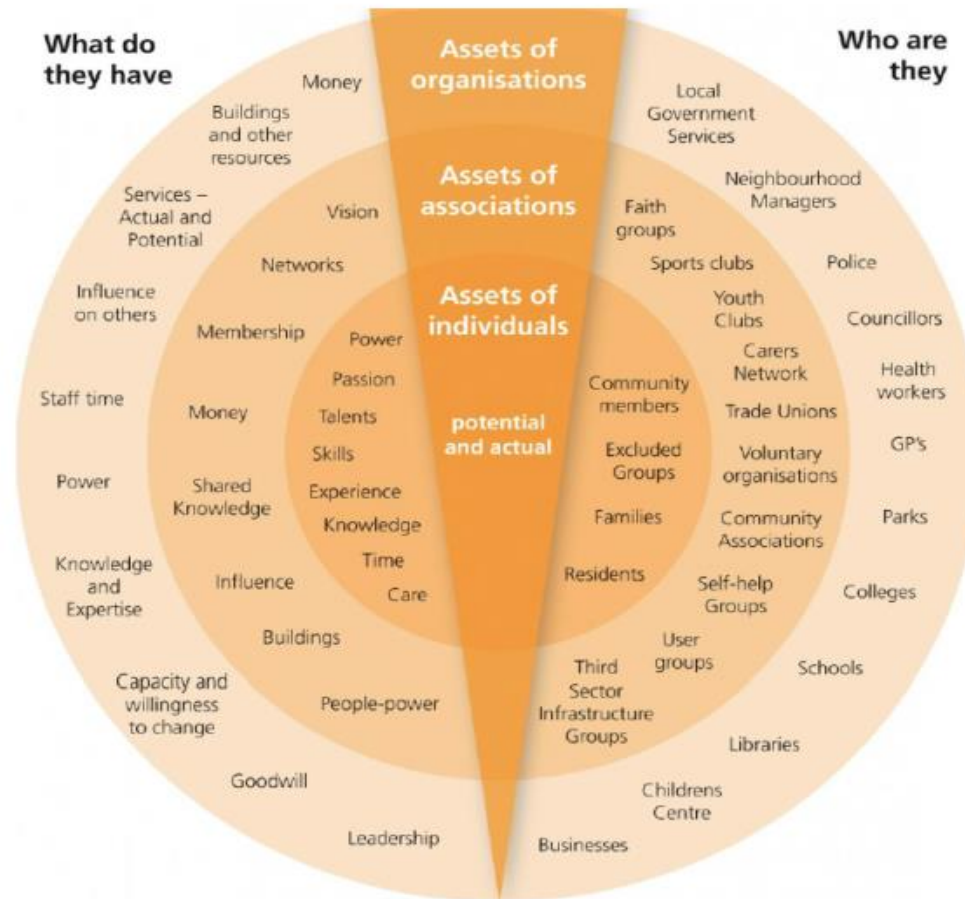 What do
they have
Assets of
organisations
Assets of
associations
Assets of
individuals
potential
and actual
Who are
they
Money
Buildings
and other
resources
Services –
Actual and
Potential
Influence
on others
Staff time
Power
Knowledge
and
Expertise
Capacity and
willingness
to change
Goodwill
Leadership
Vision
Networks
Membership
Money
Shared
Knowledge
Influence
Buildings
People-power
Power
Passion
Talents
Skills
Experience
Knowledge
Time
Care
Community
members
Excluded
Groups
Families
Residents
Faith
groups
Sports clubs
Youth
Clubs
Carers
Network
Trade Unions
Voluntary
organisations
Community
Associations
Self-help
Groups
User
groups
Third
Sector
Infrastructure
Groups
Local
Government
Services
Neighbourhood
Managers
Police
Councillors
Health
workers
GP's
Parks
Colleges
Schools
Libraries
Childrens
Centre
Businesses